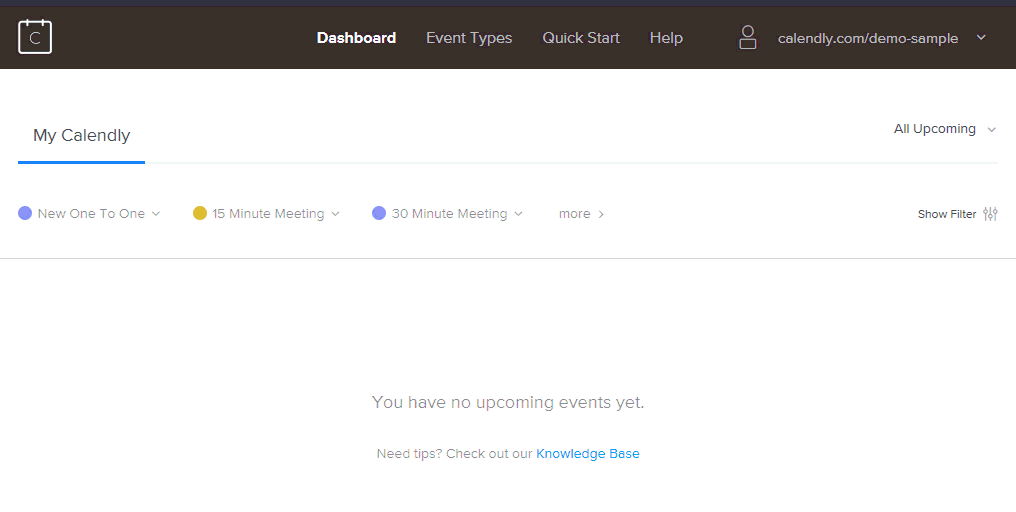 C
Dashboard Event Types Quick Start Help calendly.com/demo-sample
My Calendly
All Upcoming
New One To One 15 Minute Meeting 30 Minute Meeting more Show Filter
You have no upcoming events yet.
Need tips? Check out our Knowledge Base